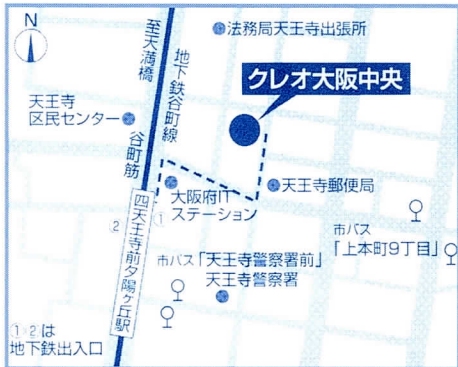 N
至天満橋
地下鉄谷町線
法務局天王寺出張所
クレオ大阪中央
天王寺
区民センター
谷町筋
大阪府IT
ステーション
天王寺郵便局
①
②
四天王寺前夕陽ヶ丘駅
市バス
「上本町9丁目」
市バス「天王寺警察署前」
天王寺警察署
①②は
地下鉄出入口